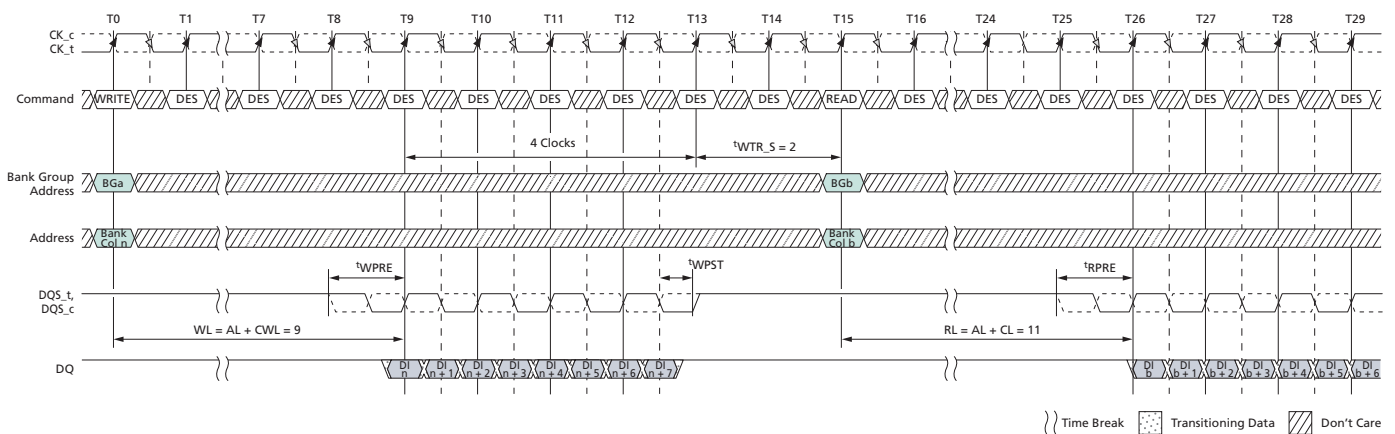 T0 T1 T7 T8 T9 T10 T11 T12 T13 T14 T15 T16 T24 T25 T26 T27 T28 T29
CK_c
CK_t
Command WRITE DES DES DES DES DES DES DES DES DES READ DES DES DES DES DES DES DES
4 Clocks tWTR_S = 2
Bank Group
Address BGa BGb
Address Bank
Col n Bank
Col b
tWPRE tWPST tRPRE
DQS_t,
DQS_c
WL = AL + CWL = 9 RL = AL + CL = 11
DQ DI
n DI
n + 1 DI
n + 2 DI
n + 3 DI
n + 4 DI
n + 5 DI
n + 6 DI
n + 7 DI
b DI
b + 1 DI
b + 2 DI
b + 3 DI
b + 4 DI
b + 5 DI
b + 6
Time Break Transitioning Data Don't Care